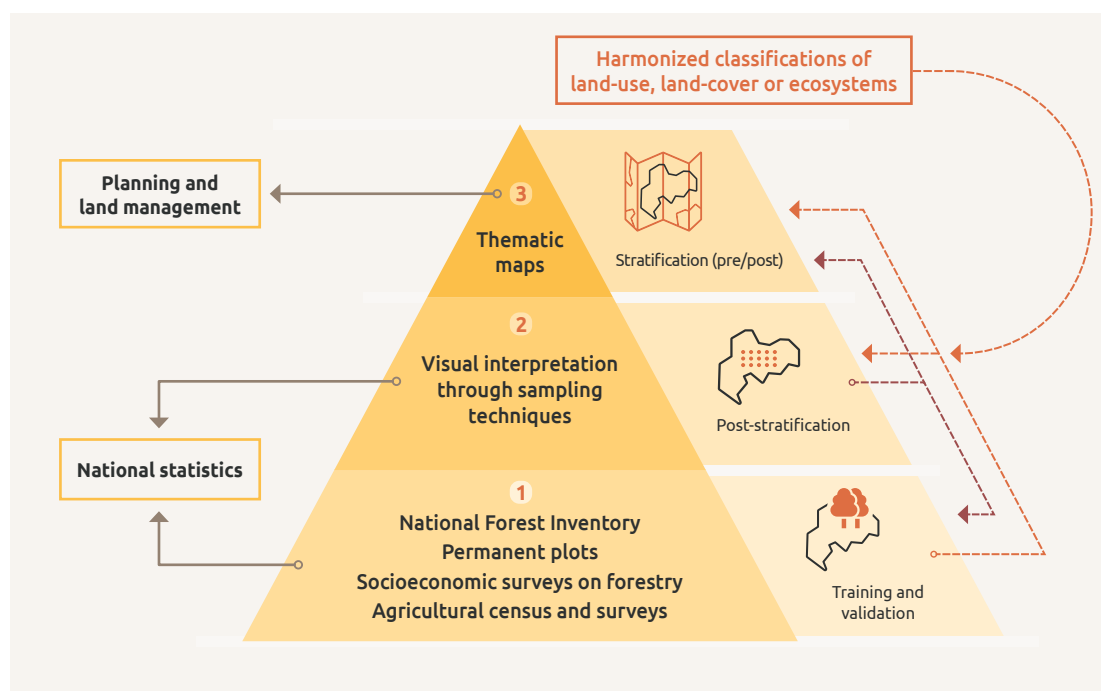 Harmonized classifications of
land-use, land-cover or ecosystems
Planning and
land management
3
Thematic
maps
Stratification (pre/post)
2
Visual interpretation
through sampling
techniques
Post-stratification
National statistics
1
National Forest Inventory
Permanent plots
Socioeconomic surveys on forestry
Agricultural census and surveys
Training and
validation